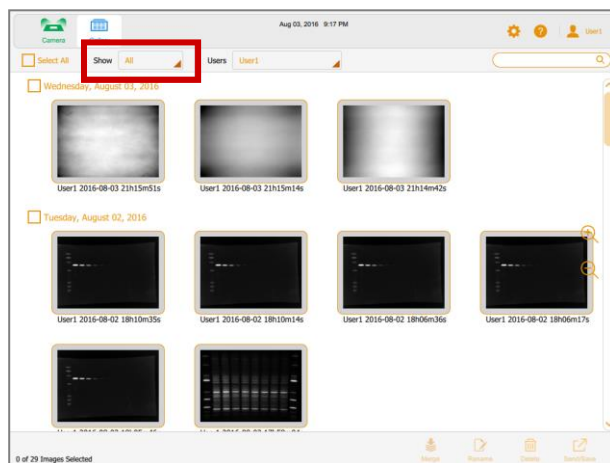 Aug 03, 2016 9:17 PM
Camera
User1
Select All
Show
All
Users
User1
Wednesday, August 03, 2016
User1 2016-08-03 21h15m51s
User1 2016-08-03 21h15m14s
User1 2016-08-03 21h14m42s
Tuesday, August 02, 2016
User1 2016-08-02 18h10m35s
User1 2016-08-02 18h10m14s
User1 2016-08-02 18h06m36s
User1 2016-08-02 18h06m17s
0 of 29 Images Selected
Merge
Rename
Delete
Send/Save